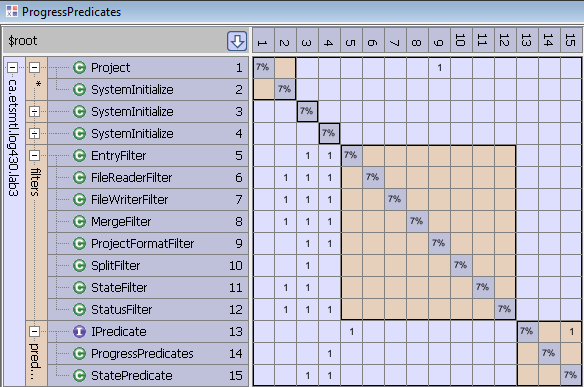 ProgressPredicates
$root
1 2 3 4 5 6 7 8 9 10 11 12 13 14 15
ca.etsmtl.log430.lab3
*
filters
pred...
Project 1 7% 1
SystemInitialize 2 7%
SystemInitialize 3 7%
SystemInitialize 4 7%
EntryFilter 5 1 1 7%
FileReaderFilter 6 1 1 1 7%
FileWriterFilter 7 1 1 1 7%
MergeFilter 8 1 1 1 7%
ProjectFormatFilter 9 1 1 7%
SplitFilter 10 1 7%
StateFilter 11 1 1 7%
StatusFilter 12 1 1 1 7%
IPredicate 13 1 7% 1
ProgressPredicates 14 1 7%
StatePredicate 15 1 1 7%